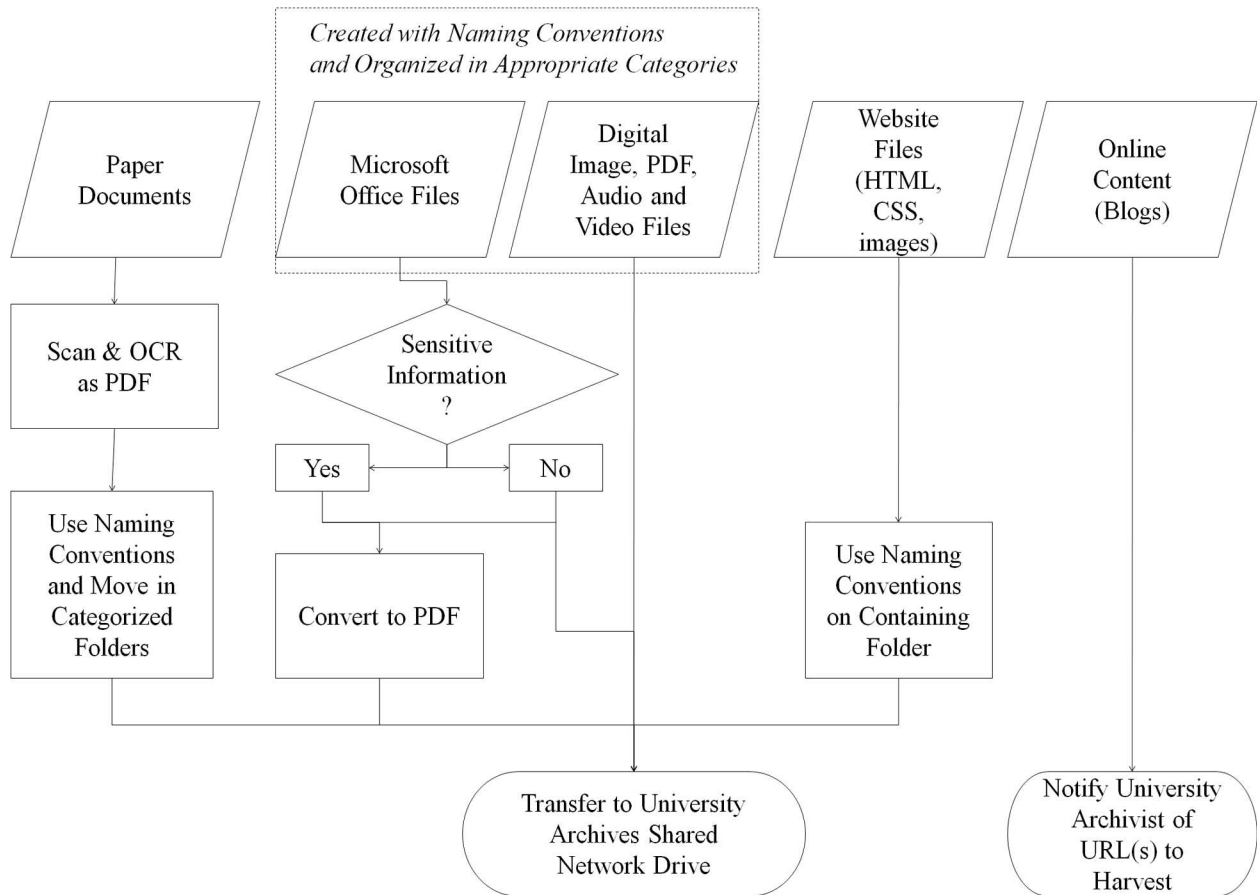 Created with Naming Conventions
and Organized in Appropriate Categories
Paper
Documents
Microsoft
Office Files
Digital
Image, PDF,
Audio and
Video Files
Website
Files
(HTML,
CSS,
images)
Online
Content
(Blogs)
Scan & OCR
as PDF
Sensitive
Information
?
Yes
No
Use Naming
Conventions
and Move in
Categorized
Folders
Convert to PDF
Use Naming
Conventions
on Containing
Folder
Transfer to University
Archives Shared
Network Drive
Notify University
Archivist of
URL(s) to
Harvest